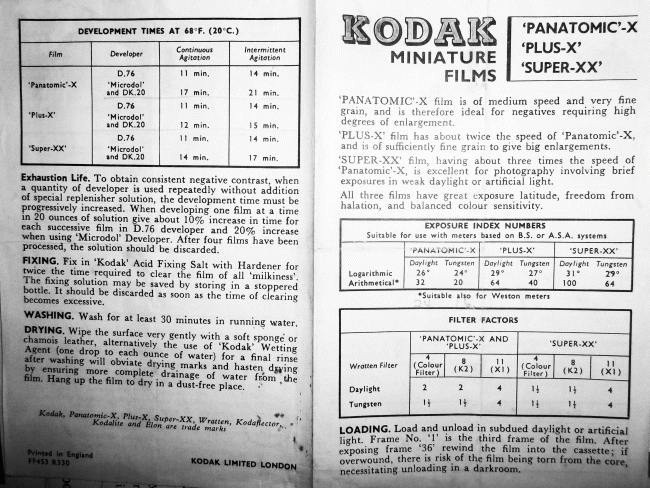 DEVELOPMENT TIMES AT 68°F. (20°C.)
Film Developer Continuous Agitation Intermittent Agitation
'Panatomic'-X D.76 11 min. 14 min.
'Microdol' and DK.20 17 min. 21 min.
'Plus-X' D.76 11 min. 14 min.
'Microdol' and DK.20 12 min. 15 min.
'Super-XX' D.76 11 min. 14 min.
'Microdol' and DK.20 14 min. 17 min.
Exhaustion Life. To obtain consistent negative contrast, when
a quantity of developer is used repeatedly without addition
of special replenisher solution, the development time must be
progressively increased. When developing one film at a time
in 20 ounces of solution give about 10% increase in time for
each successive film in D.76 developer and 20% increase
when using 'Microdol' Developer. After four films have been
processed, the solution should be discarded.
FIXING. Fix in 'Kodak' Acid Fixing Salt with Hardener for
twice the time required to clear the film of all 'milkiness'.
The fixing solution may be saved by storing in a stoppered
bottle. It should be discarded as soon as the time of clearing
becomes excessive.
WASHING. Wash for at least 30 minutes in running water.
DRYING. Wipe the surface very gently with a soft sponge or
chamois leather, alternatively the use of 'Kodak' Wetting
Agent (one drop to each ounce of water) for a final rinse
after washing will obviate drying marks and hasten drying
by ensuring more complete drainage of water from the
film. Hang up the film to dry in a dust-free place.
Kodak, Panatomic-X, Plus-X, Super-XX, Wratten, Kodaflector,
Kodalite and Elon are trade marks
Printed in England
FF453 R330
KODAK LIMITED LONDON
KODAK
MINIATURE
FILMS
'PANATOMIC'-X
'PLUS-X'
'SUPER-XX'
'PANATOMIC'-X film is of medium speed and very fine
grain, and is therefore ideal for negatives requiring high
degrees of enlargement.
'PLUS-X' film has about twice the speed of 'Panatomic'-X,
and is of sufficiently fine grain to give big enlargements.
'SUPER-XX' film, having about three times the speed of
'Panatomic'-X, is excellent for photography involving brief
exposures in weak daylight or artificial light.
All three films have great exposure latitude, freedom from
halation, and balanced colour sensitivity.
EXPOSURE INDEX NUMBERS
Suitable for use with meters based on B.S. or A.S.A. systems
'PANATOMIC'-X 'PLUS-X' 'SUPER-XX'
Daylight Tungsten Daylight Tungsten Daylight Tungsten
Logarithmic 26° 24° 29° 27° 31° 29°
Arithmetical* 32 20 64 40 100 64
*Suitable also for Weston meters
FILTER FACTORS
'PANATOMIC'-X AND 'PLUS-X' 'SUPER-XX'
Wratten Filter 4 (Colour Filter) 8 (K2) 11 (X1) 4 (Colour Filter) 8 (K2) 11 (X1)
Daylight 2 2 4 1½ 1½ 4
Tungsten 1½ 1½ 4 1½ 1½ 4
LOADING. Load and unload in subdued daylight or artificial
light. Frame No. '1' is the third frame of the film. After
exposing frame '36' rewind the film into the cassette; if
overwound, there is risk of the film being torn from the core,
necessitating unloading in a darkroom.